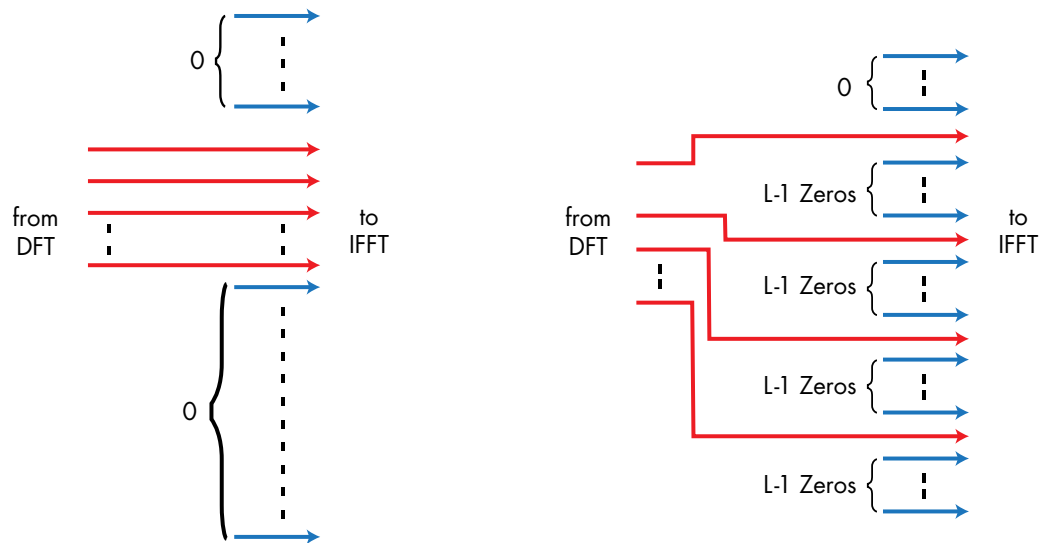 0
from
DFT
to
IFFT
0
0
L-1 Zeros
from
DFT
to
IFFT
L-1 Zeros
L-1 Zeros
L-1 Zeros